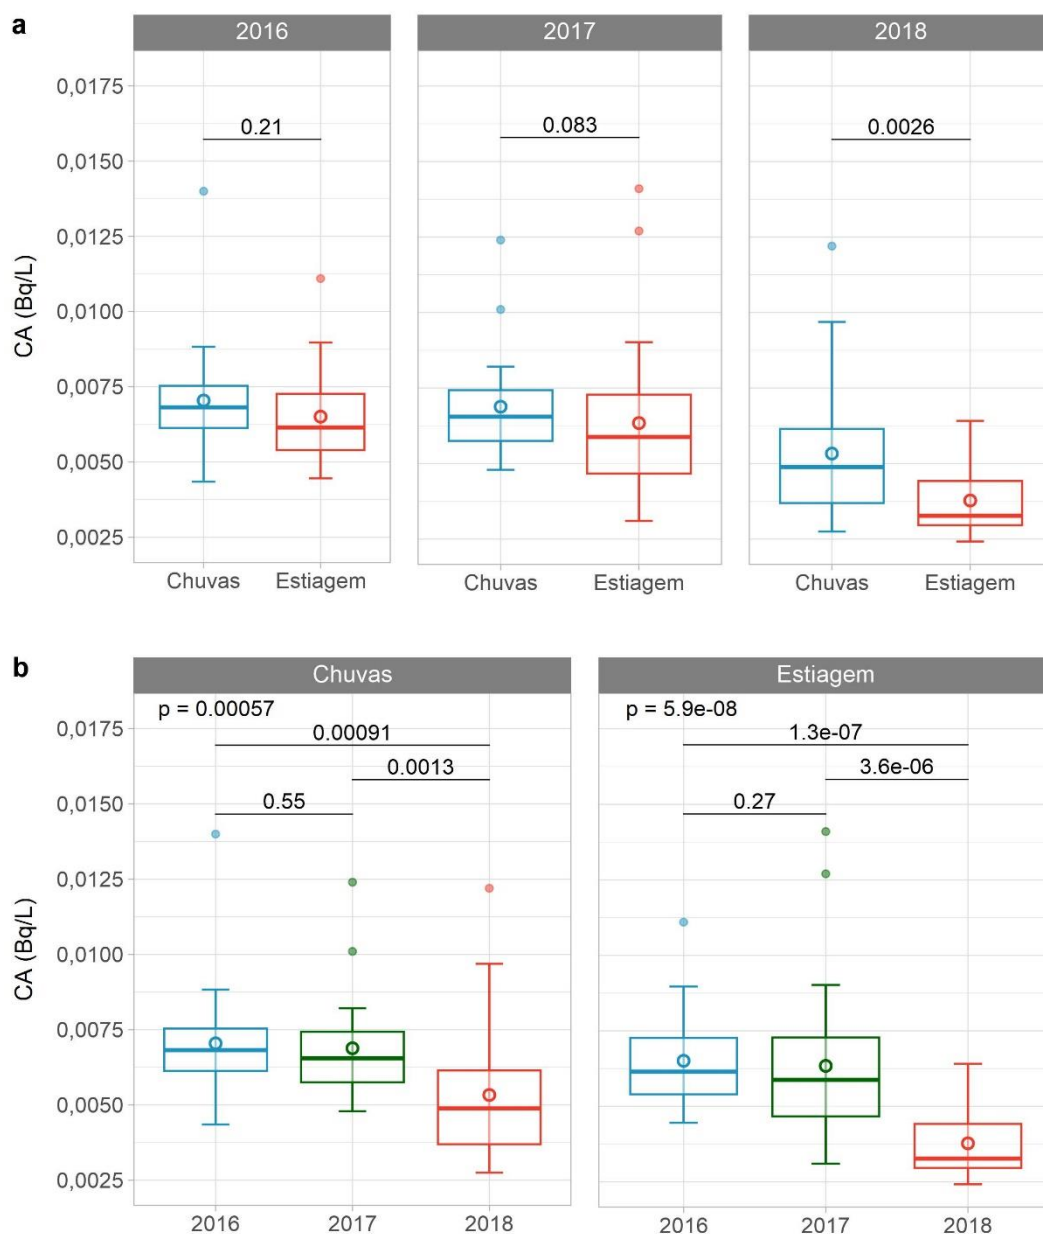 a
2016 2017 2018
0,0175
0.21 0.083 0.0026
0,0150
0,0125
CA (Bq/L)
0,0100
0,0075
0,0050
0,0025
Chuvas Estiagem Chuvas Estiagem Chuvas Estiagem
b
Chuvas Estiagem
p = 0.00057 p = 5.9e-08
0,0175
0.00091 1.3e-07
0.0013 3.6e-06
0,0150
0.55 0.27
0,0125
CA (Bq/L)
0,0100
0,0075
0,0050
0,0025
2016 2017 2018 2016 2017 2018